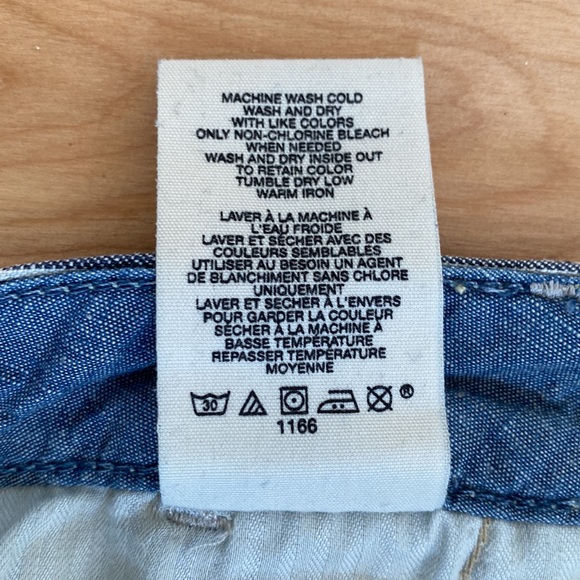 MACHINE WASH COLD
WASH AND DRY
WITH LIKE COLORS
ONLY NON-CHLORINE BLEACH
WHEN NEEDED
WASH AND DRY INSIDE OUT
TO RETAIN COLOR
TUMBLE DRY LOW
WARM IRON
LAVER À LA MACHINE À
L'EAU FROIDE
LAVER ET SÉCHER AVEC DES
COULEURS SEMBLABLES
UTILISER AU BESOIN UN AGENT
DE BLANCHIMENT SANS CHLORE
UNIQUEMENT
LAVER ET SÉCHER À L'ENVERS
POUR GARDER LA COULEUR
SÉCHER À LA MACHINE À
BASSE TEMPÉRATURE
REPASSER TEMPÉRATURE
MOYENNE
30 ®
1166